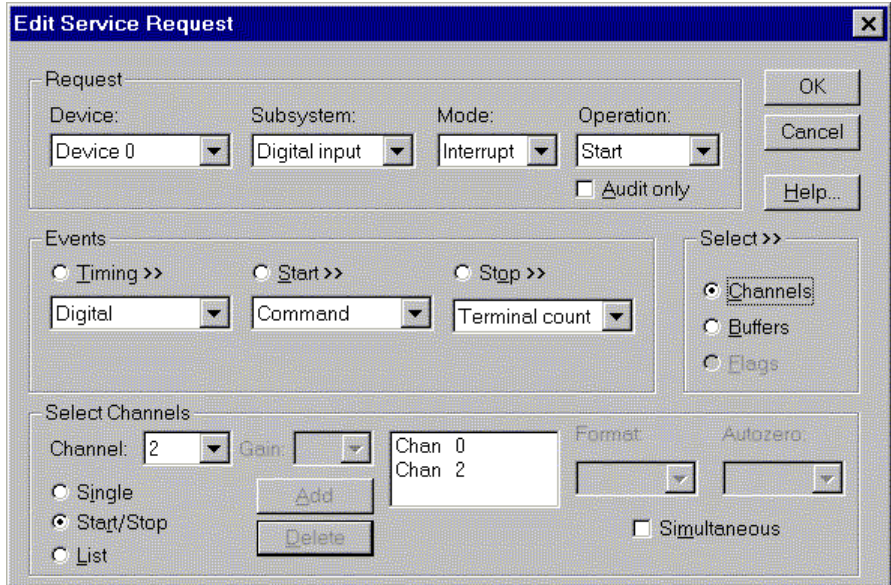 Edit Service Request
Request
OK
Device: Subsystem: Mode: Operation:
Device 0 Digital input Interrupt Start
Cancel
Audit only
Help...
Events
Select >>
Timing >> Start >> Stop >>
Digital Command Terminal count
Channels
Buffers
Flags
Select Channels
Channel: 2 Gain: Chan 0 Format: Autozero:
Chan 2
Single Add
Start/Stop Delete Simultaneous
List